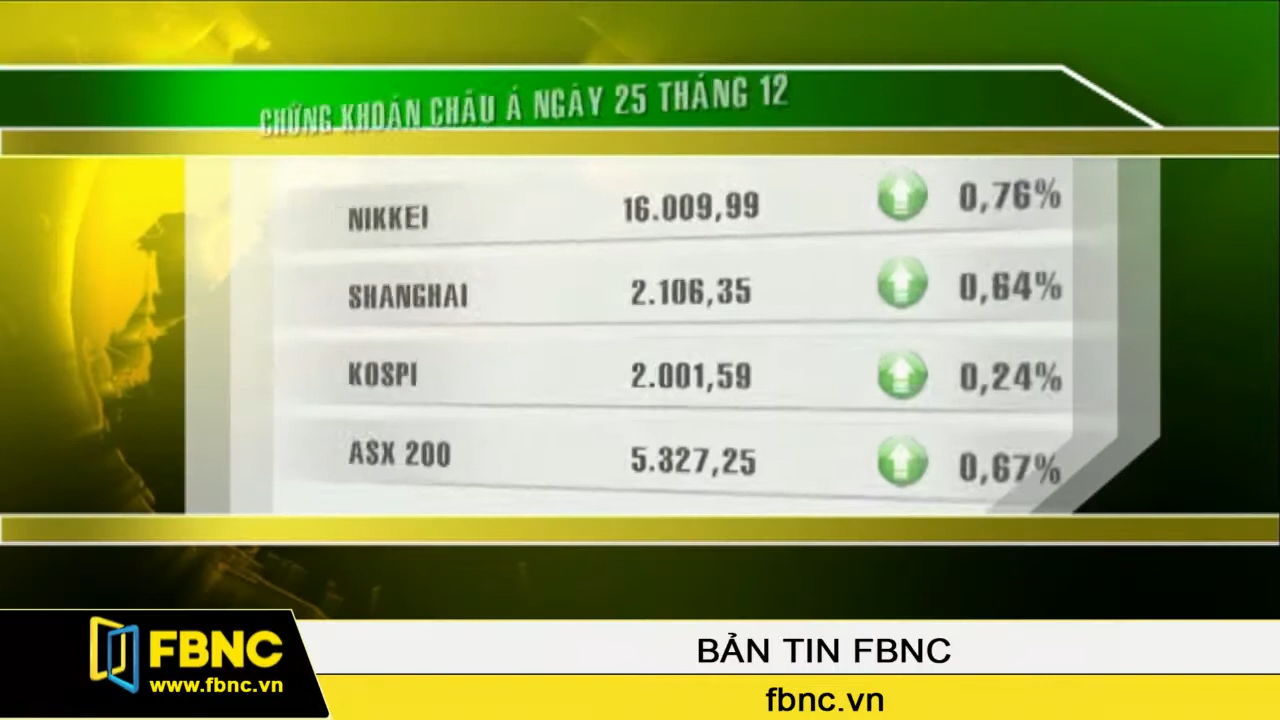 CHỨNG KHOÁN CHÂU Á NGÀY 25 THÁNG 12
NIKKEI 16.009,99 0,76%
SHANGHAI 2.106,35 0,64%
KOSPI 2.001,59 0,24%
ASX 200 5.327,25 0,67%
FBNC
www.fbnc.vn
BẢN TIN FBNC
fbnc.vn